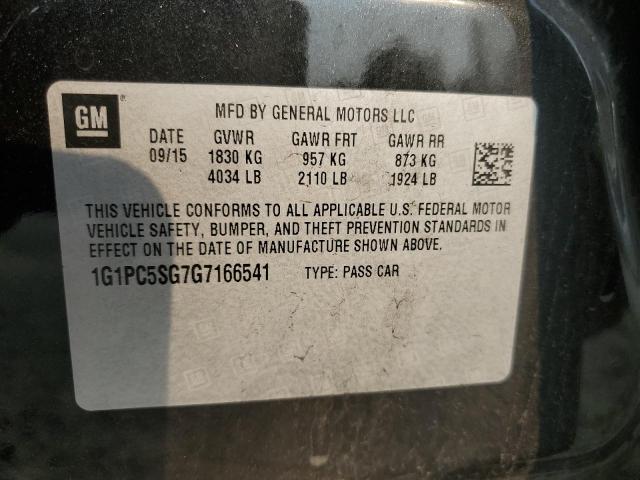 GM ®
MFD BY GENERAL MOTORS LLC
DATE GVWR GAWR FRT GAWR RR
09/15 1830 KG 957 KG 873 KG
4034 LB 2110 LB 1924 LB
THIS VEHICLE CONFORMS TO ALL APPLICABLE U.S. FEDERAL MOTOR
VEHICLE SAFETY, BUMPER, AND THEFT PREVENTION STANDARDS IN
EFFECT ON THE DATE OF MANUFACTURE SHOWN ABOVE.
1G1PC5SG7G7166541 TYPE: PASS CAR